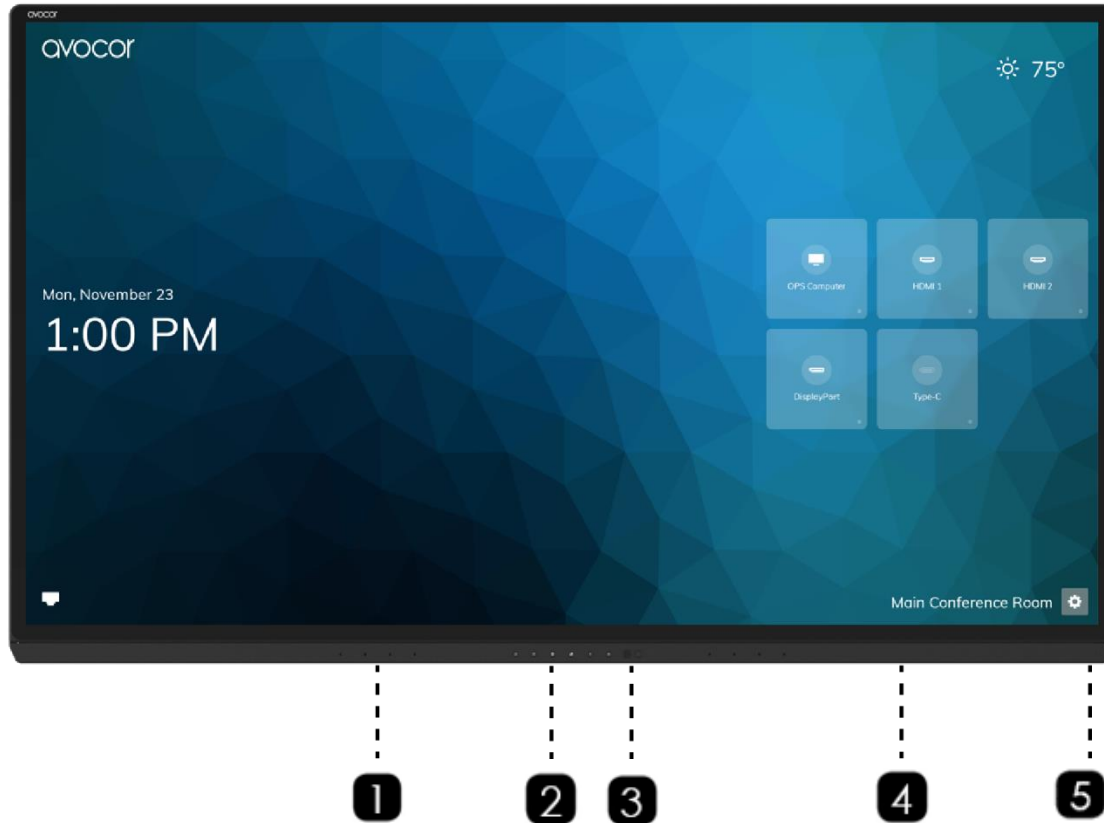 avocor
avocor
75°
Mon, November 23
1:00 PM
OPS Computer
HDMI 1
HDMI 2
DisplayPort
Type-C
Main Conference Room
1
2
3
4
5